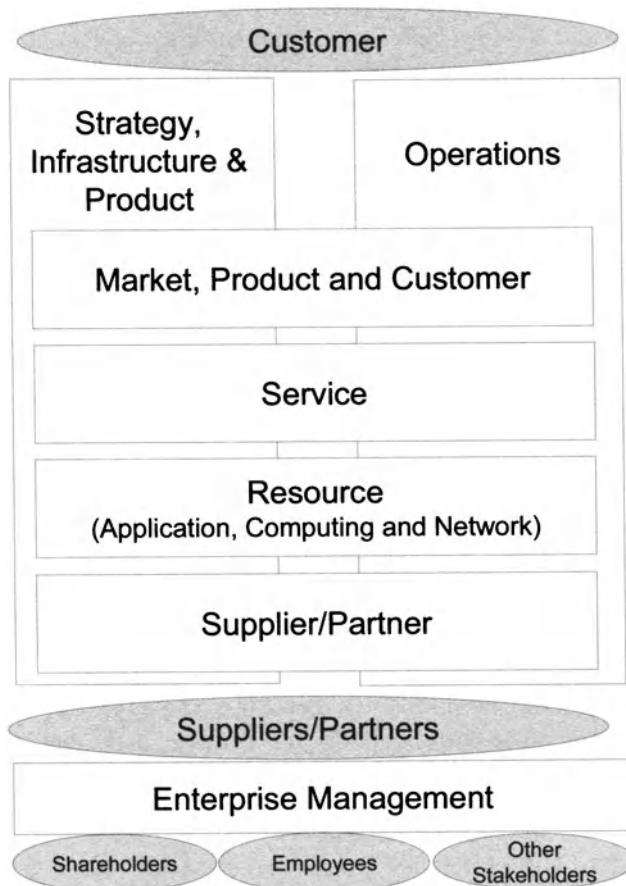 Customer
Strategy,
Infrastructure &
Product
Operations
Market, Product and Customer
Service
Resource
(Application, Computing and Network)
Supplier/Partner
Suppliers/Partners
Enterprise Management
Shareholders
Employees
Other
Stakeholders